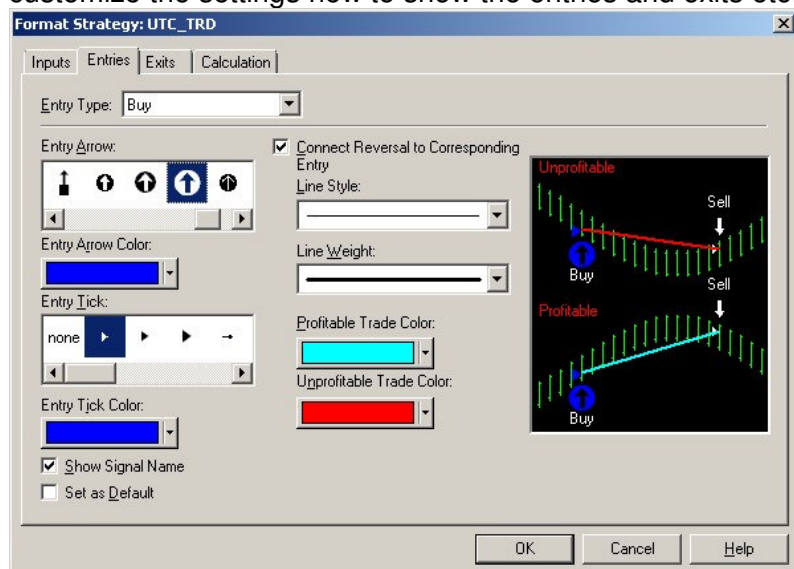 customize the settings how to show the entries and exits etc
Format Strategy: UTC_TRD
Inputs Entries Exits Calculation
Entry Type: Buy
Entry Arrow:
Connect Reversal to Corresponding
Entry
Line Style:
Entry Arrow Color:
Line Weight:
Entry Tick:
none
Profitable Trade Color:
Unprofitable Trade Color:
Entry Tick Color:
Show Signal Name
Set as Default
Unprofitable
Sell
Buy
Sell
Profitable
Buy
OK Cancel Help